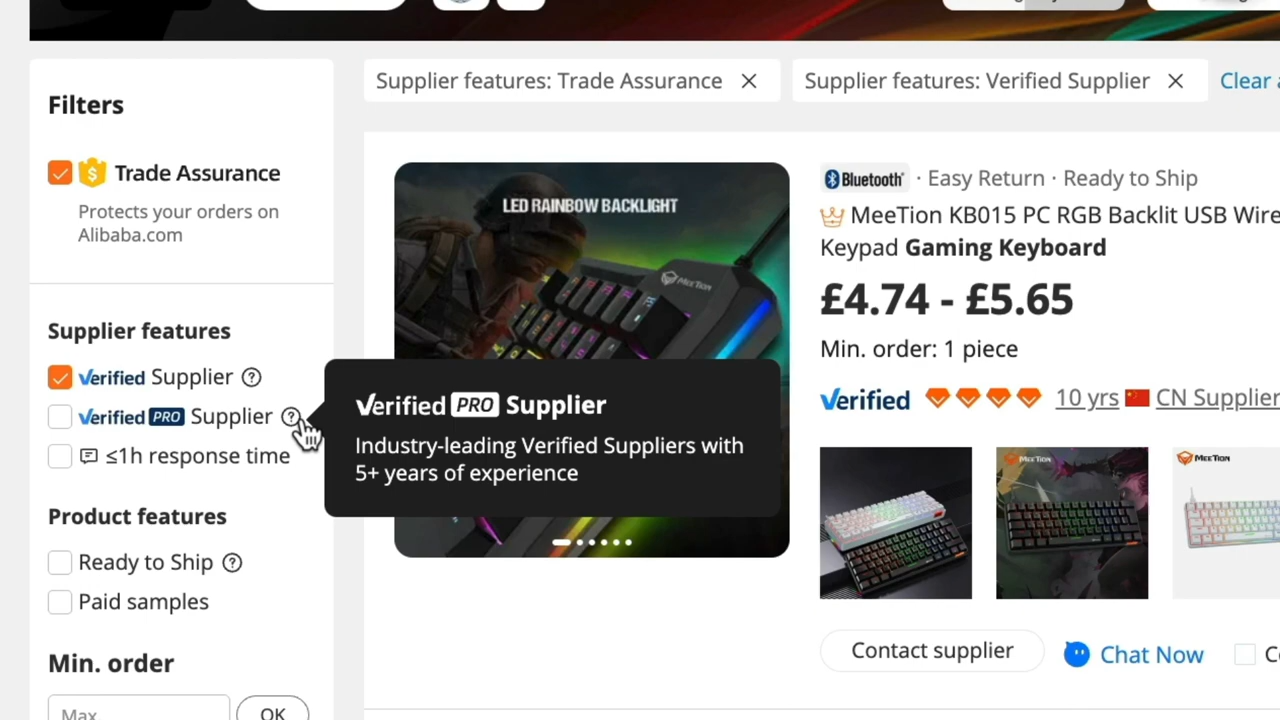 Filters
Trade Assurance
Protects your orders on
Alibaba.com
Supplier features
Verified Supplier
Verified PRO Supplier
≤1h response time
Product features
Ready to Ship
Paid samples
Min. order
Max.
OK
Supplier features: Trade Assurance
Supplier features: Verified Supplier
Clear
LED RAINBOW BACKLIGHT
MEETION
Verified PRO Supplier
Industry-leading Verified Suppliers with
5+ years of experience
Bluetooth · Easy Return · Ready to Ship
MeeTion KB015 PC RGB Backlit USB Wire
Keypad Gaming Keyboard
£4.74 - £5.65
Min. order: 1 piece
Verified 10 yrs CN Supplier
MEETION
MEETION
Contact supplier
Chat Now